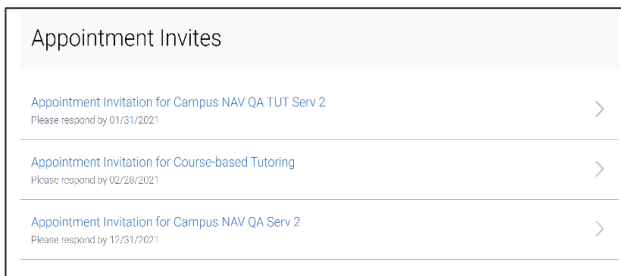 Appointment Invites
Appointment Invitation for Campus NAV QA TUT Serv 2
Please respond by 01/31/2021
Appointment Invitation for Course-based Tutoring
Please respond by 02/28/2021
Appointment Invitation for Campus NAV QA Serv 2
Please respond by 12/31/2021